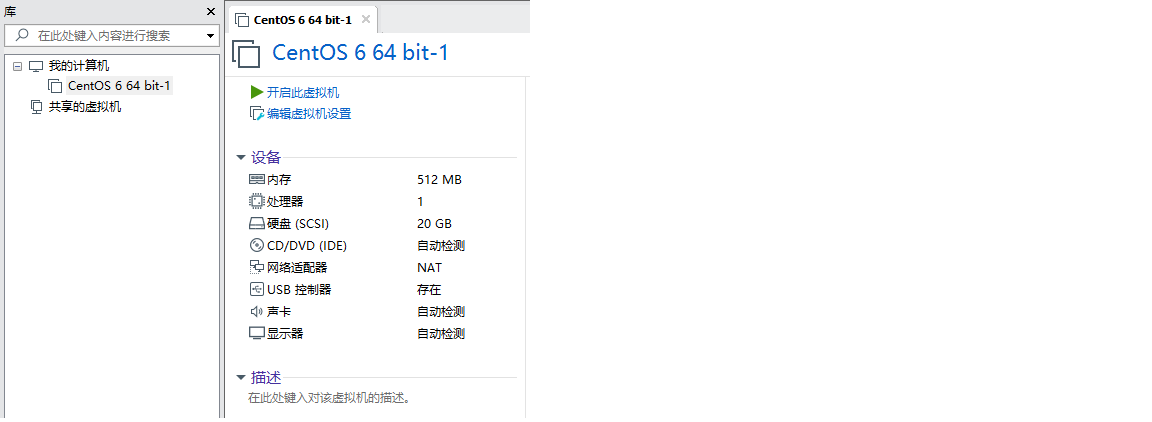 库
在此处键入内容进行搜索
我的计算机
CentOS 6 64 bit-1
共享的虚拟机
CentOS 6 64 bit-1
CentOS 6 64 bit-1
开启此虚拟机
编辑虚拟机设置
设备
内存 512 MB
处理器 1
硬盘 (SCSI) 20 GB
CD/DVD (IDE) 自动检测
网络适配器 NAT
USB 控制器 存在
声卡 自动检测
显示器 自动检测
描述
在此处键入对该虚拟机的描述。